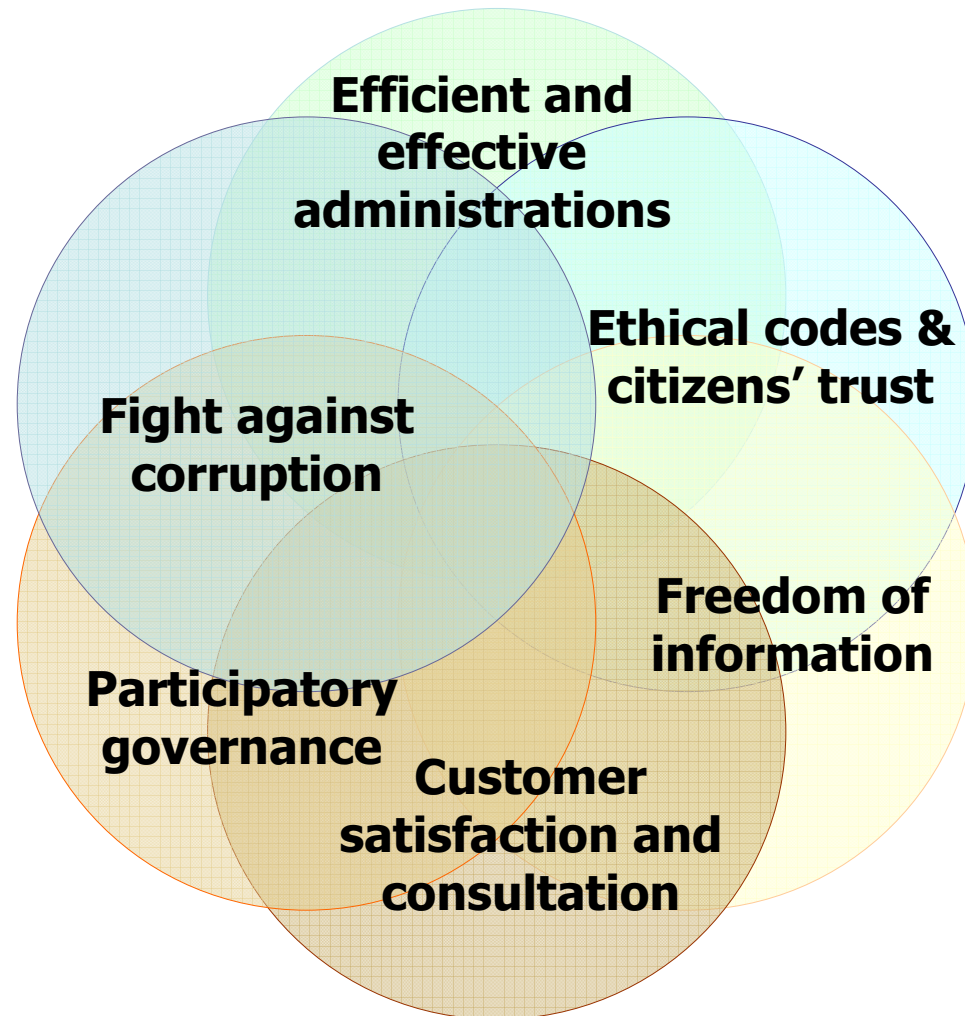 Efficient and
effective
administrations
Ethical codes &
citizens’ trust
Fight against
corruption
Freedom of
information
Participatory
governance
Customer
satisfaction and
consultation